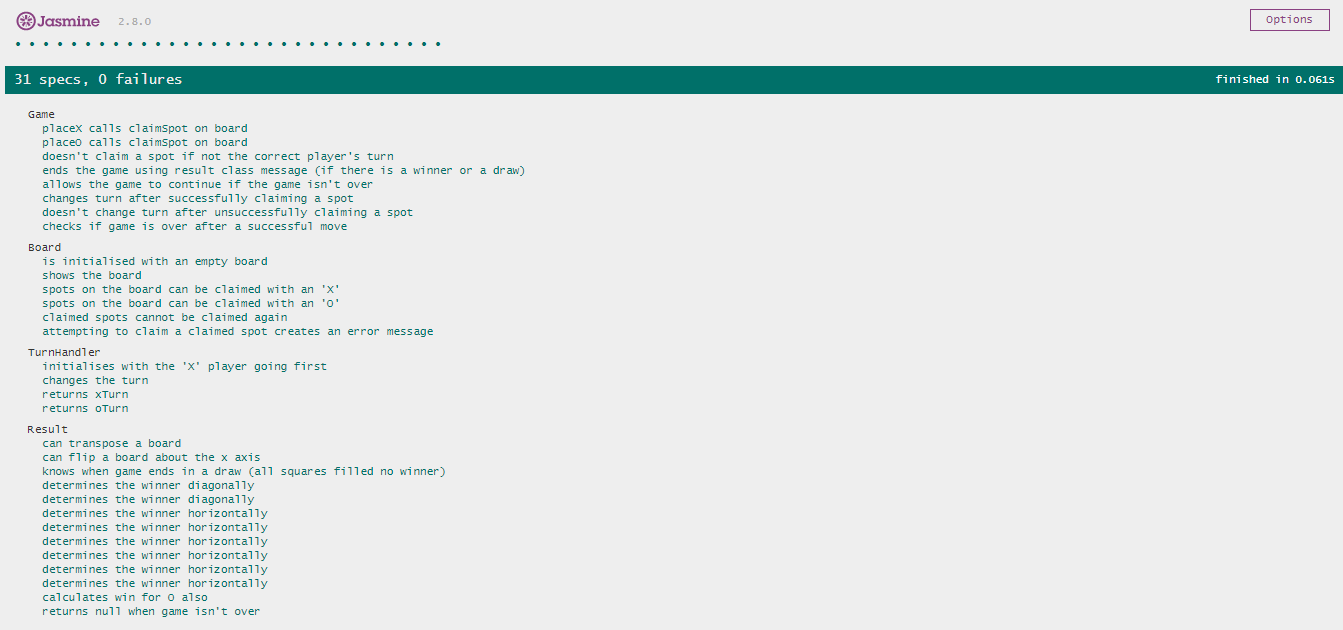 Jasmine 2.8.0 Options
31 specs, 0 failures finished in 0.061s
Game
placeX calls claimSpot on board
placeO calls claimSpot on board
doesn't claim a spot if not the correct player's turn
ends the game using result class message (if there is a winner or a draw)
allows the game to continue if the game isn't over
changes turn after successfully claiming a spot
doesn't change turn after unsuccessfully claiming a spot
checks if game is over after a successful move
Board
is initialised with an empty board
shows the board
spots on the board can be claimed with an 'X'
spots on the board can be claimed with an 'O'
claimed spots cannot be claimed again
attempting to claim a claimed spot creates an error message
TurnHandler
initialises with the 'X' player going first
changes the turn
returns xTurn
returns oTurn
Result
can transpose a board
can flip a board about the x axis
knows when game ends in a draw (all squares filled no winner)
determines the winner diagonally
determines the winner diagonally
determines the winner horizontally
determines the winner horizontally
determines the winner horizontally
determines the winner horizontally
determines the winner horizontally
determines the winner horizontally
calculates win for O also
returns null when game isn't over